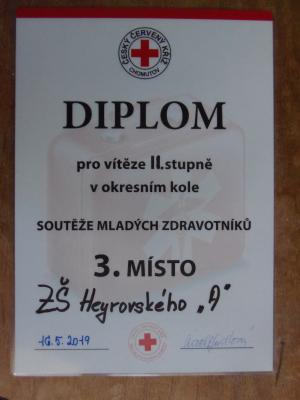 ČESKÝ ČERVENÝ KŘÍŽ
CHOMUTOV
DIPLOM
pro vítěze II.stupně
v okresním kole
SOUTĚŽE MLADÝCH ZDRAVOTNÍKŮ
3. MÍSTO
ZŠ Heyrovského „A"
16.5.2019